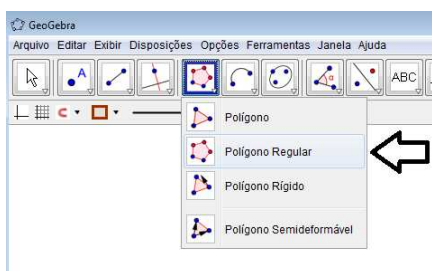 GeoGebra
Arquivo Editar Exibir Disposições Opções Ferramentas Janela Ajuda
A
ABC
Polígono
Polígono Regular
Polígono Rígido
Polígono Semideformável